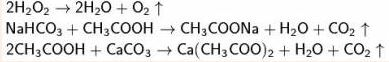 2H₂O₂ → 2H₂O + O₂ ↑
NaHCO₃ + CH₃COOH → CH₃COONa + H₂O + CO₂ ↑
2CH₃COOH + CaCO₃ → Ca(CH₃COO)₂ + H₂O + CO₂ ↑